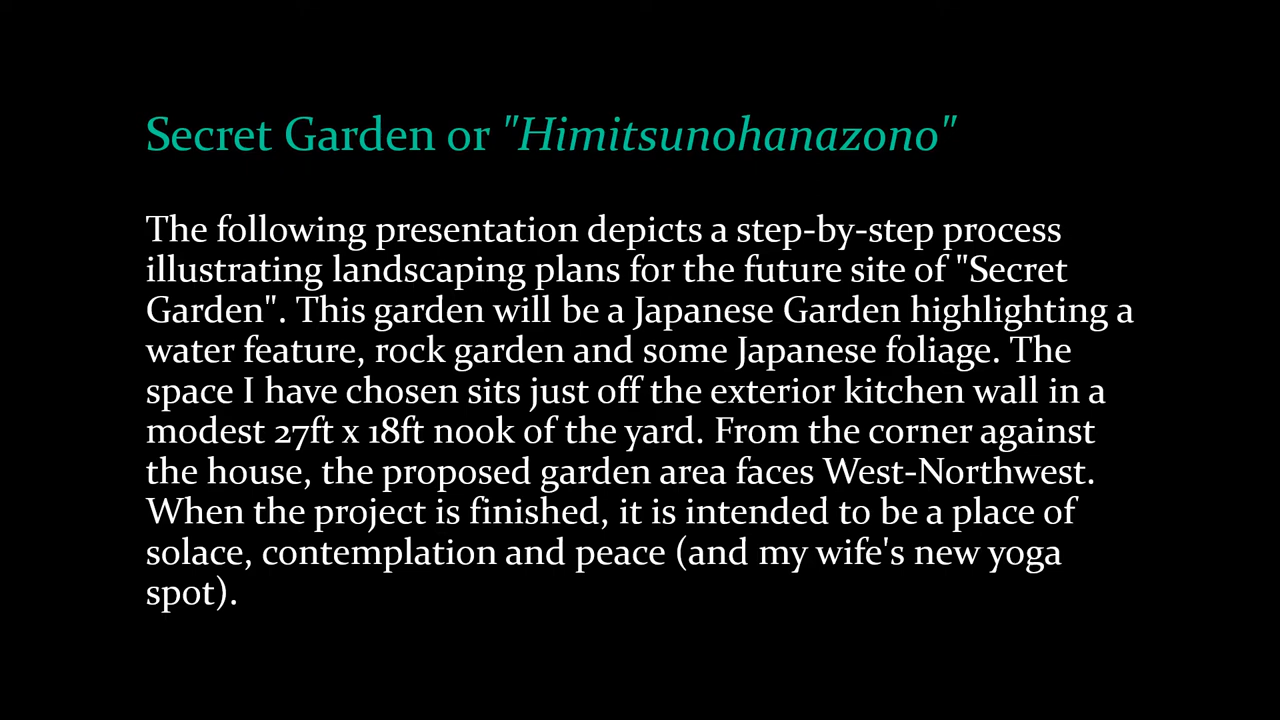 Secret Garden or "Himitsunohanazono"
The following presentation depicts a step-by-step process
illustrating landscaping plans for the future site of "Secret
Garden". This garden will be a Japanese Garden highlighting a
water feature, rock garden and some Japanese foliage. The
space I have chosen sits just off the exterior kitchen wall in a
modest 27ft x 18ft nook of the yard. From the corner against
the house, the proposed garden area faces West-Northwest.
When the project is finished, it is intended to be a place of
solace, contemplation and peace (and my wife's new yoga
spot).